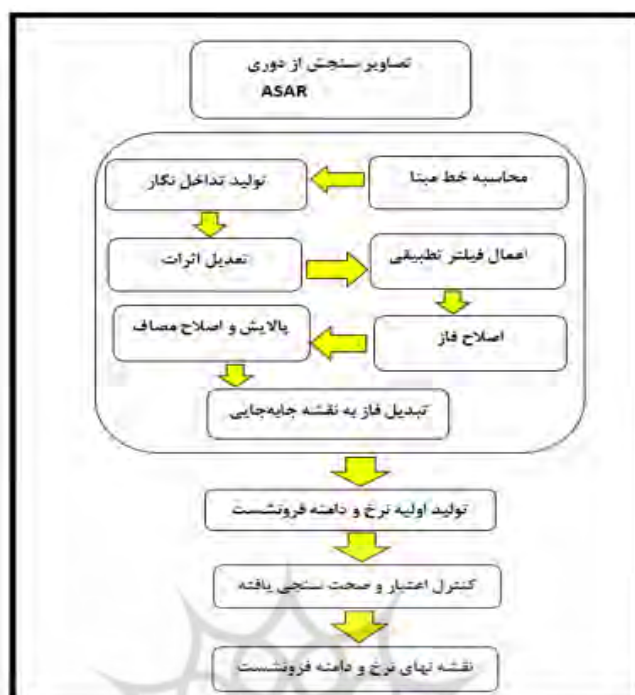 تصاویر سنجش از دوری
ASAR
محاسبه خط مبنا
تولید تداخل نگار
تعدیل اثرات
اعمال فیلتر تطبیقی
اصلاح فاز
پالایش و اصلاح مصاف
تبدیل فاز به نقشه جابه‌جایی
تولید اولیه نرخ و دامنه فرونشست
کنترل اعتبار و صحت سنجی یافته
نقشه نهای نرخ و دامنه فرونشست